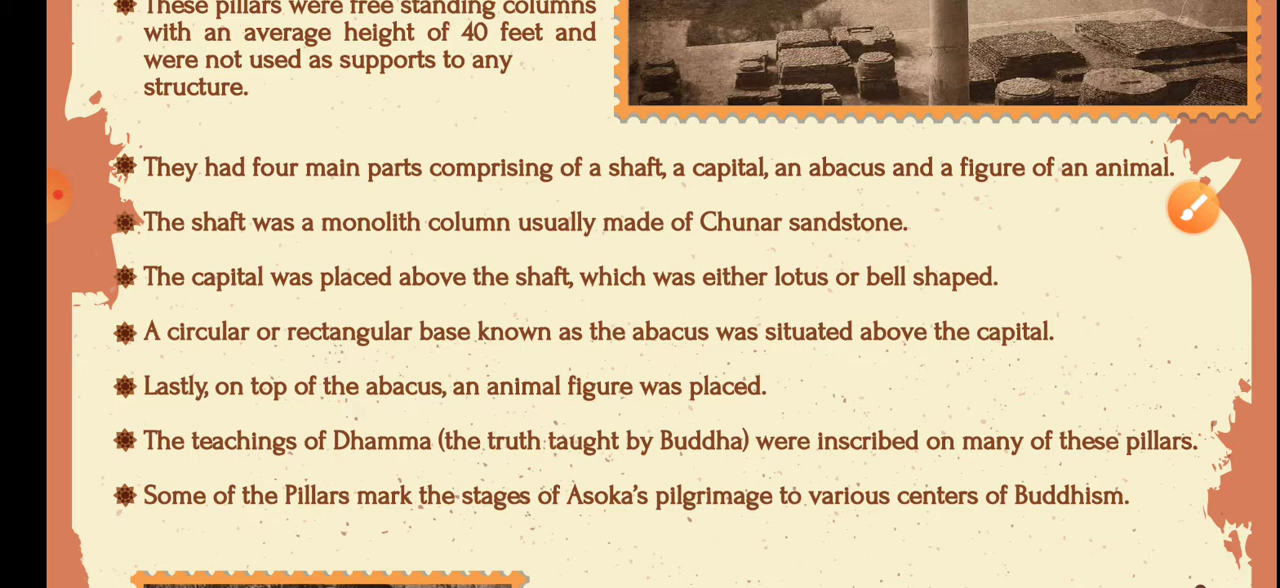 These pillars were free standing columns
with an average height of 40 feet and
were not used as supports to any
structure.
They had four main parts comprising of a shaft, a capital, an abacus and a figure of an animal.
The shaft was a monolith column usually made of Chunar sandstone.
The capital was placed above the shaft, which was either lotus or bell shaped.
A circular or rectangular base known as the abacus was situated above the capital.
Lastly, on top of the abacus, an animal figure was placed.
The teachings of Dhamma (the truth taught by Buddha) were inscribed on many of these pillars.
Some of the Pillars mark the stages of Asoka's pilgrimage to various centers of Buddhism.